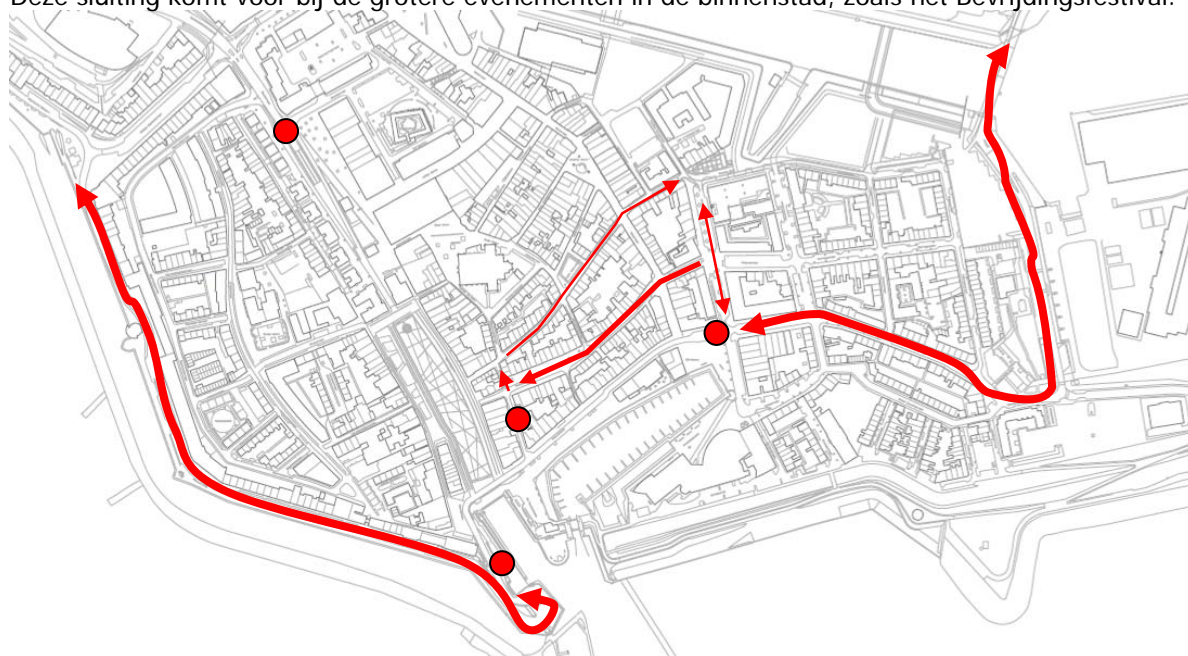 Deze sluiting komt voor bij de grotere evenementen in de binnenstad, zoals het Bevrijdingsfestival.